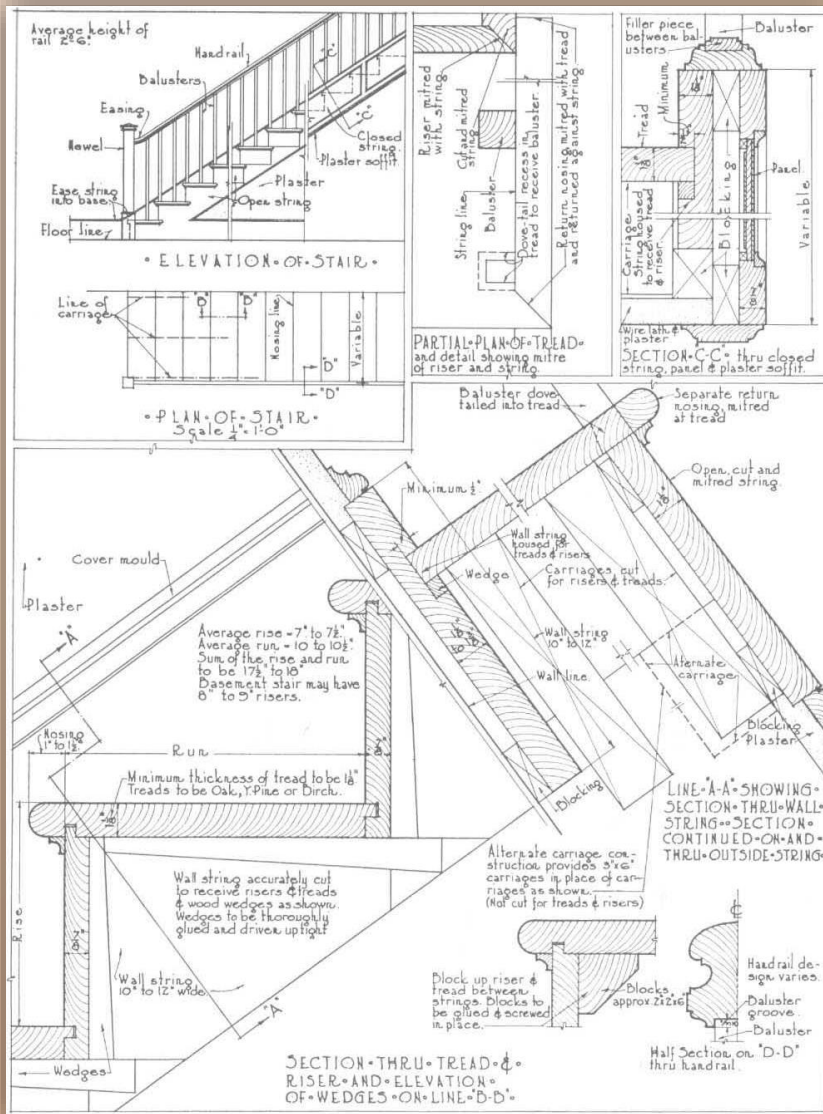 Average height of
rail 2'-6".
Handrail
"C"
Balusters
Easing
Newel
"C"
Closed
string.
Plaster soffit.
Ease string
into base
Plaster
Open string
Floor line
• ELEVATION • OF • STAIR •
Line of
carriage
"D" "D"
Nosing line
Variable
"D"
"D"
• PLAN • OF • STAIR •
Scale ¼" = 1'-0"
Riser mitred
with string
Cut and mitred
string
String line
Baluster
Dove-tail recess in
tread to receive baluster.
Return nosing mitred with tread
and returned against string
PARTIAL • PLAN • OF • TREAD •
and detail showing mitre
of riser and string.
Filler piece
between bal-
usters
Baluster
Minimum
Tread
1⅛"
Panel
Blocking
Carriage
String housed
to receive tread
& riser
Variable
⅞"
Wire lath &
plaster
SECTION • C-C • thru closed
string, panel & plaster soffit.
Baluster dove-
tailed into tread
Separate return
nosing, mitred
at tread
Minimum ½"
Open, cut and
mitred string.
1⅛"
Wall string
housed for
treads & risers
Wedge
Carriages cut
for risers & treads.
Wall string
10" to 12"
Wall line.
Alternate
carriage
Blocking
Plaster
Blocking
Cover mould
Plaster
"A"
Average rise = 7" to 7½".
Average run = 10 to 10½".
Sum of the rise and run
to be 17½" to 18"
Basement stair may have
8" to 9" risers.
Nosing
1" to 1½"
Run
⅞"
Minimum thickness of tread to be 1⅛"
Treads to be Oak, Y. Pine or Birch.
1⅛"
LINE • "A-A" • SHOWING •
SECTION • THRU • WALL •
STRING • SECTION •
CONTINUED • ON • AND •
THRU • OUTSIDE • STRING •
Alternate carriage con-
struction provides 3"x6"
carriages in place of car-
riages as shown.
(Not cut for treads & risers)
Wall string accurately cut
to receive risers & treads
& wood wedges as shown.
Wedges to be thoroughly
glued and driven up tight
Rise
⅞"
Wall string
10" to 12" wide.
"A"
Block up riser &
tread between
strings. Blocks to
be glued & screwed
in place.
Blocks
approx. 2"x2"x6"
Handrail de-
sign varies.
Baluster
groove.
Baluster
Half Section on "D-D"
thru handrail.
Wedges
SECTION • THRU • TREAD • &
RISER • AND • ELEVATION •
OF • WEDGES • ON • LINE • "B-B" •